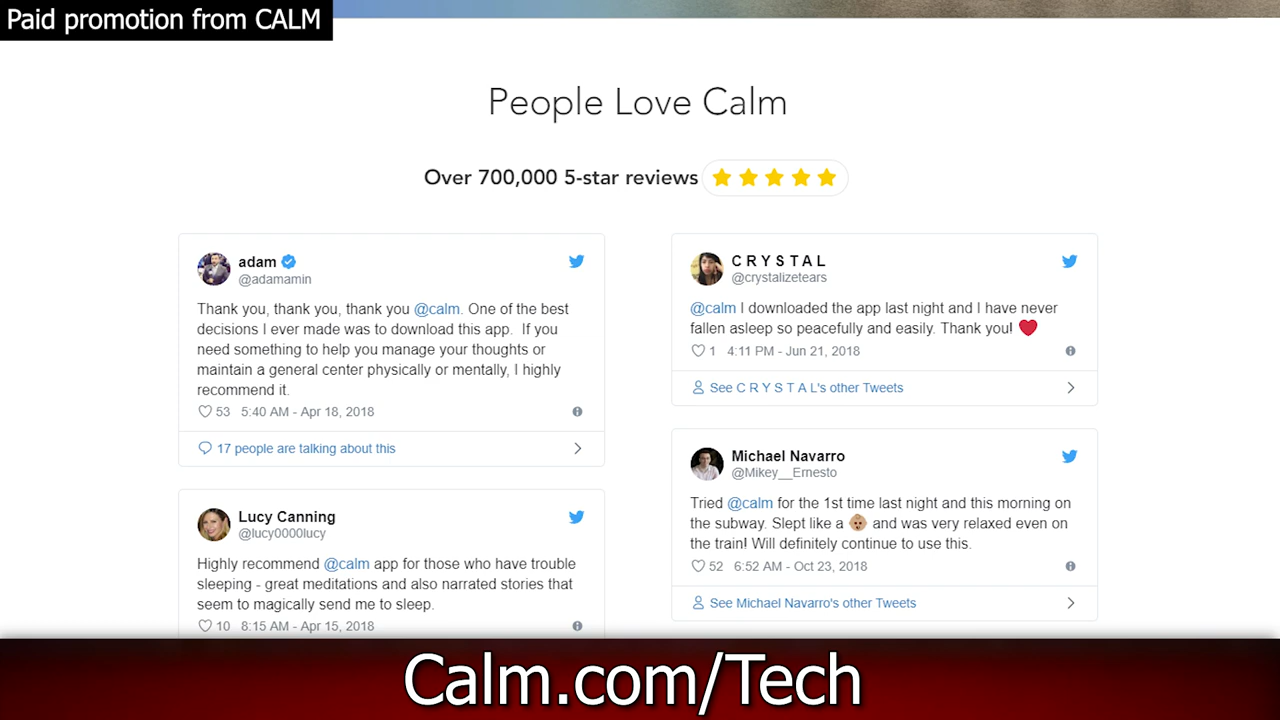 Paid promotion from CALM
People Love Calm
Over 700,000 5-star reviews
adam
@adamamin
Thank you, thank you, thank you @calm. One of the best
decisions I ever made was to download this app. If you
need something to help you manage your thoughts or
maintain a general center physically or mentally, I highly
recommend it.
53 5:40 AM - Apr 18, 2018
17 people are talking about this
Lucy Canning
@lucy0000lucy
Highly recommend @calm app for those who have trouble
sleeping - great meditations and also narrated stories that
seem to magically send me to sleep.
10 8:15 AM - Apr 15, 2018
C R Y S T A L
@crystalizetears
@calm I downloaded the app last night and I have never
fallen asleep so peacefully and easily. Thank you! ❤️
1 4:11 PM - Jun 21, 2018
See C R Y S T A L's other Tweets
Michael Navarro
@Mikey__Ernesto
Tried @calm for the 1st time last night and this morning on
the subway. Slept like a 👶🏽 and was very relaxed even on
the train! Will definitely continue to use this.
52 6:52 AM - Oct 23, 2018
See Michael Navarro's other Tweets
Calm.com/Tech